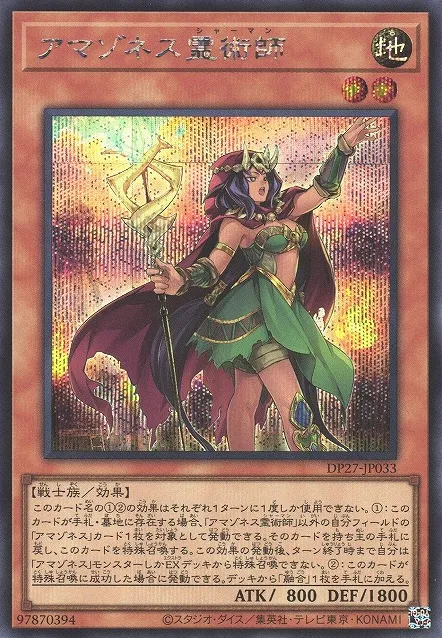 アマゾネス霊術師
シャーマン
地
DP27-JP033
【戦士族／効果】
このカード名の①②の効果はそれぞれ1ターンに1度しか使用できない。①:この
カードが手札・墓地に存在する場合、「アマゾネス霊術師」以外の自分フィールドの
「アマゾネス」カード1枚を対象として発動できる。そのカードを持ち主の手札に
戻し、このカードを特殊召喚する。この効果の発動後、ターン終了時まで自分は
「アマゾネス」モンスターしかEXデッキから特殊召喚できない。②:このカードが
特殊召喚に成功した場合に発動できる。デッキから「融合」1枚を手札に加える。
ATK/ 800 DEF/1800
97870394
©スタジオ・ダイス／集英社・テレビ東京・KONAMI